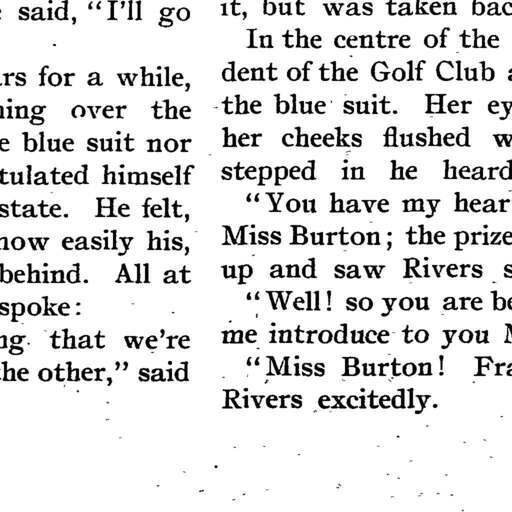 said, "I'll go
rs for a while,
ning over the
e blue suit nor
tulated himself
state. He felt,
now easily his,
behind. All at
spoke:
ng that we're
the other," said
it, but was taken bac
In the centre of the
dent of the Golf Club a
the blue suit. Her ey
her cheeks flushed w
stepped in he heard
"You have my hear
Miss Burton; the prize
up and saw Rivers s
"Well! so you are be
me introduce to you M
"Miss Burton! Fra
Rivers excitedly.